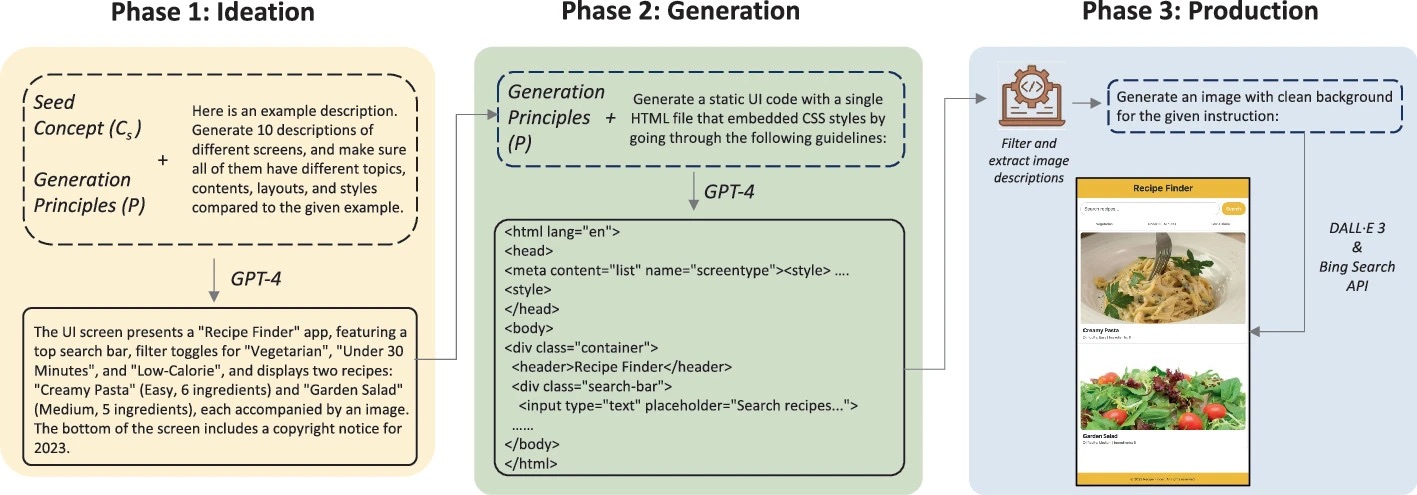 Phase 1: Ideation
Seed
Concept (Cs)
Generation
Principles (P)
+
Here is an example description.
Generate 10 descriptions of
different screens, and make sure
all of them have different topics,
contents, layouts, and styles
compared to the given example.
GPT-4
The UI screen presents a "Recipe Finder" app, featuring a
top search bar, filter toggles for "Vegetarian", "Under 30
Minutes", and "Low-Calorie", and displays two recipes:
"Creamy Pasta" (Easy, 6 ingredients) and "Garden Salad"
(Medium, 5 ingredients), each accompanied by an image.
The bottom of the screen includes a copyright notice for
2023.
Phase 2: Generation
Generation
Principles
(P)
+
Generate a static UI code with a single
HTML file that embedded CSS styles by
going through the following guidelines:
GPT-4
<html lang="en">
<head>
<meta content="list" name="screentype"><style> ....
<style>
</head>
<body>
<div class="container">
<header>Recipe Finder</header>
<div class="search-bar">
<input type="text" placeholder="Search recipes...">
......
</body>
</html>
Phase 3: Production
</>
Filter and
extract image
descriptions
Generate an image with clean background
for the given instruction:
DALL·E 3
&
Bing Search
API
Recipe Finder
Search recipes...
Search
Vegetarian
Creamy Pasta
Garden Salad